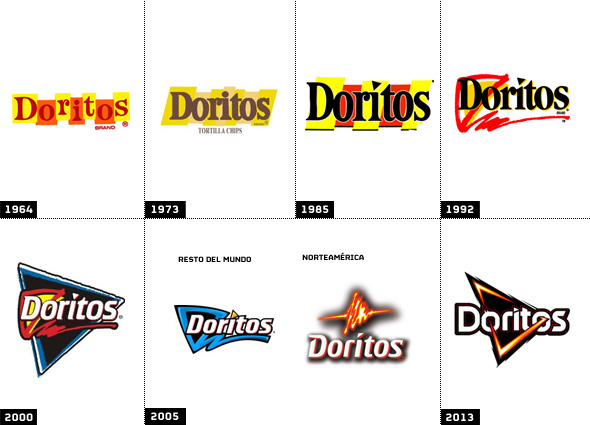 Doritos
BRAND ®
1964
Doritos
TORTILLA CHIPS
1973
Doritos
1985
Doritos
1992
Doritos
2000
RESTO DEL MUNDO
Doritos
2005
NORTEAMÉRICA
Doritos
Doritos
2013